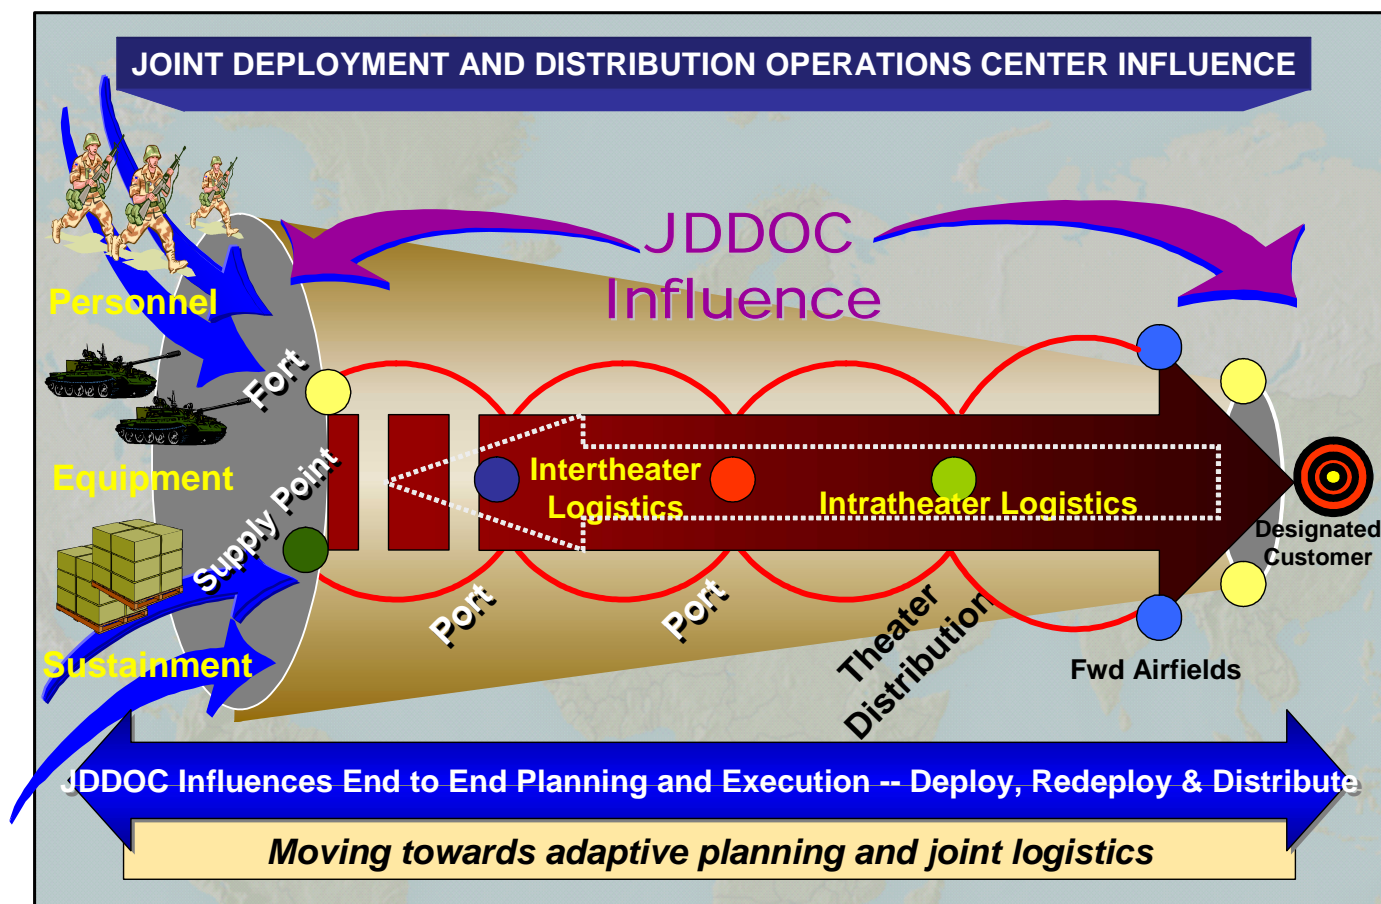 JOINT DEPLOYMENT AND DISTRIBUTION OPERATIONS CENTER INFLUENCE
JDDOC
Influence
Personnel
Fort
Equipment
Supply Point
Sustainment
Intertheater
Logistics
Intratheater Logistics
Designated
Customer
Port
Port
Theater
Distribution
Fwd Airfields
JDDOC Influences End to End Planning and Execution -- Deploy, Redeploy & Distribute
Moving towards adaptive planning and joint logistics